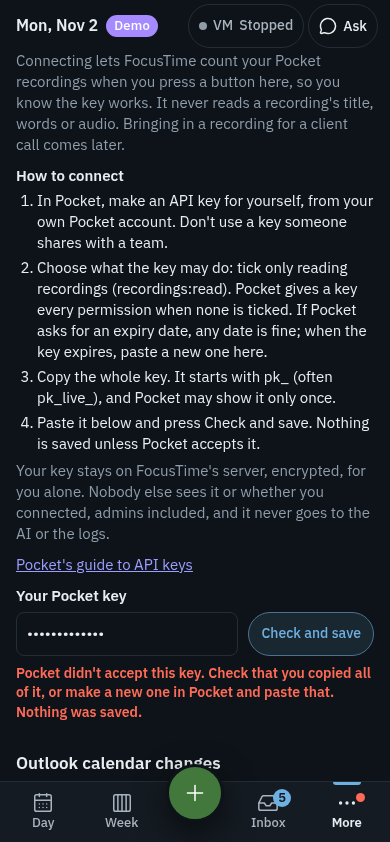 Mon, Nov 2 Demo VM Stopped Ask
Connecting lets FocusTime count your Pocket
recordings when you press a button here, so you
know the key works. It never reads a recording's title,
words or audio. Bringing in a recording for a client
call comes later.
How to connect
1. In Pocket, make an API key for yourself, from your
own Pocket account. Don't use a key someone
shares with a team.
2. Choose what the key may do: tick only reading
recordings (recordings:read). Pocket gives a key
every permission when none is ticked. If Pocket
asks for an expiry date, any date is fine; when the
key expires, paste a new one here.
3. Copy the whole key. It starts with pk_ (often
pk_live_), and Pocket may show it only once.
4. Paste it below and press Check and save. Nothing
is saved unless Pocket accepts it.
Your key stays on FocusTime's server, encrypted, for
you alone. Nobody else sees it or whether you
connected, admins included, and it never goes to the
AI or the logs.
Pocket's guide to API keys
Your Pocket key
••••••••••••• Check and save
Pocket didn't accept this key. Check that you copied all
of it, or make a new one in Pocket and paste that.
Nothing was saved.
Outlook calendar changes
5
Day Week Inbox More